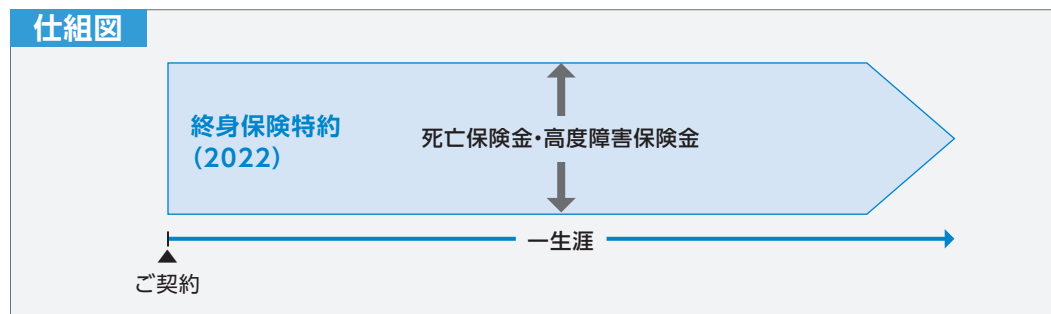 仕組図
終身保険特約
(2022)
死亡保険金・高度障害保険金
一生涯
ご契約